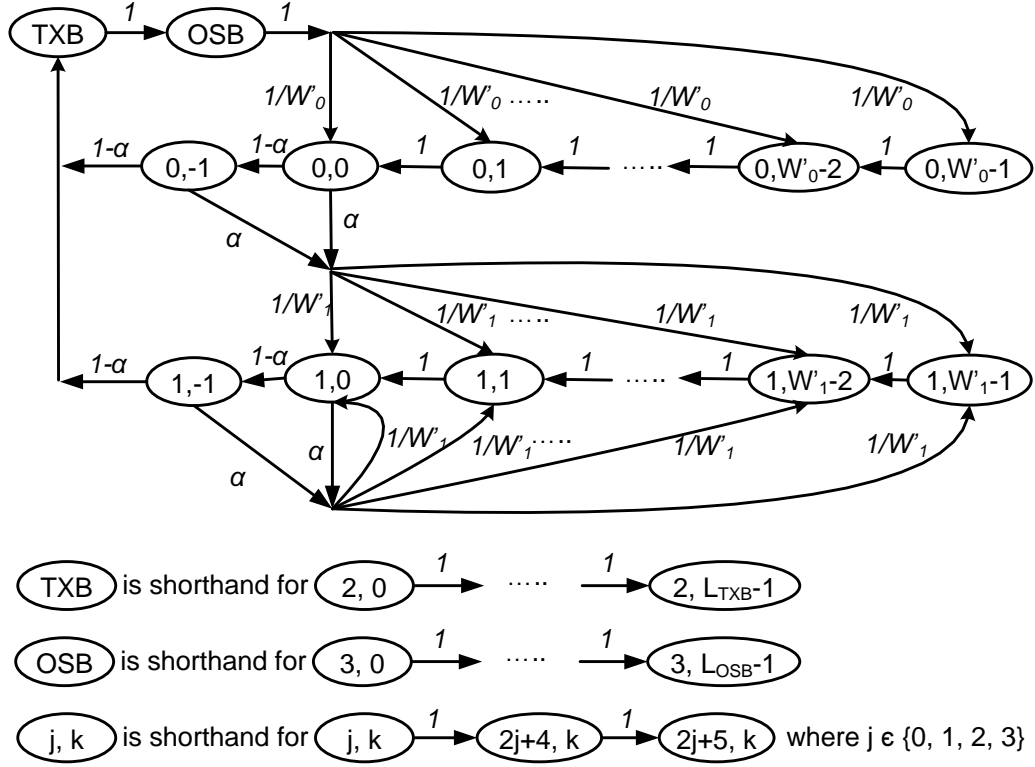 1 1
TXB OSB
1/W'0 1/W'0 ..... 1/W'0 1/W'0
1-α 1-α 1 1 1 1
0,-1 0,0 0,1 ..... 0,W'0-2 0,W'0-1
α α
1/W'1 1/W'1 ..... 1/W'1 1/W'1
1-α 1-α 1 1 1 1
1,-1 1,0 1,1 ..... 1,W'1-2 1,W'1-1
α α 1/W'1 1/W'1 ..... 1/W'1 1/W'1
1 1
TXB is shorthand for 2, 0 ..... 2, LTXB-1
1 1
OSB is shorthand for 3, 0 ..... 3, LOSB-1
1 1
j, k is shorthand for j, k 2j+4, k 2j+5, k where j ϵ {0, 1, 2, 3}